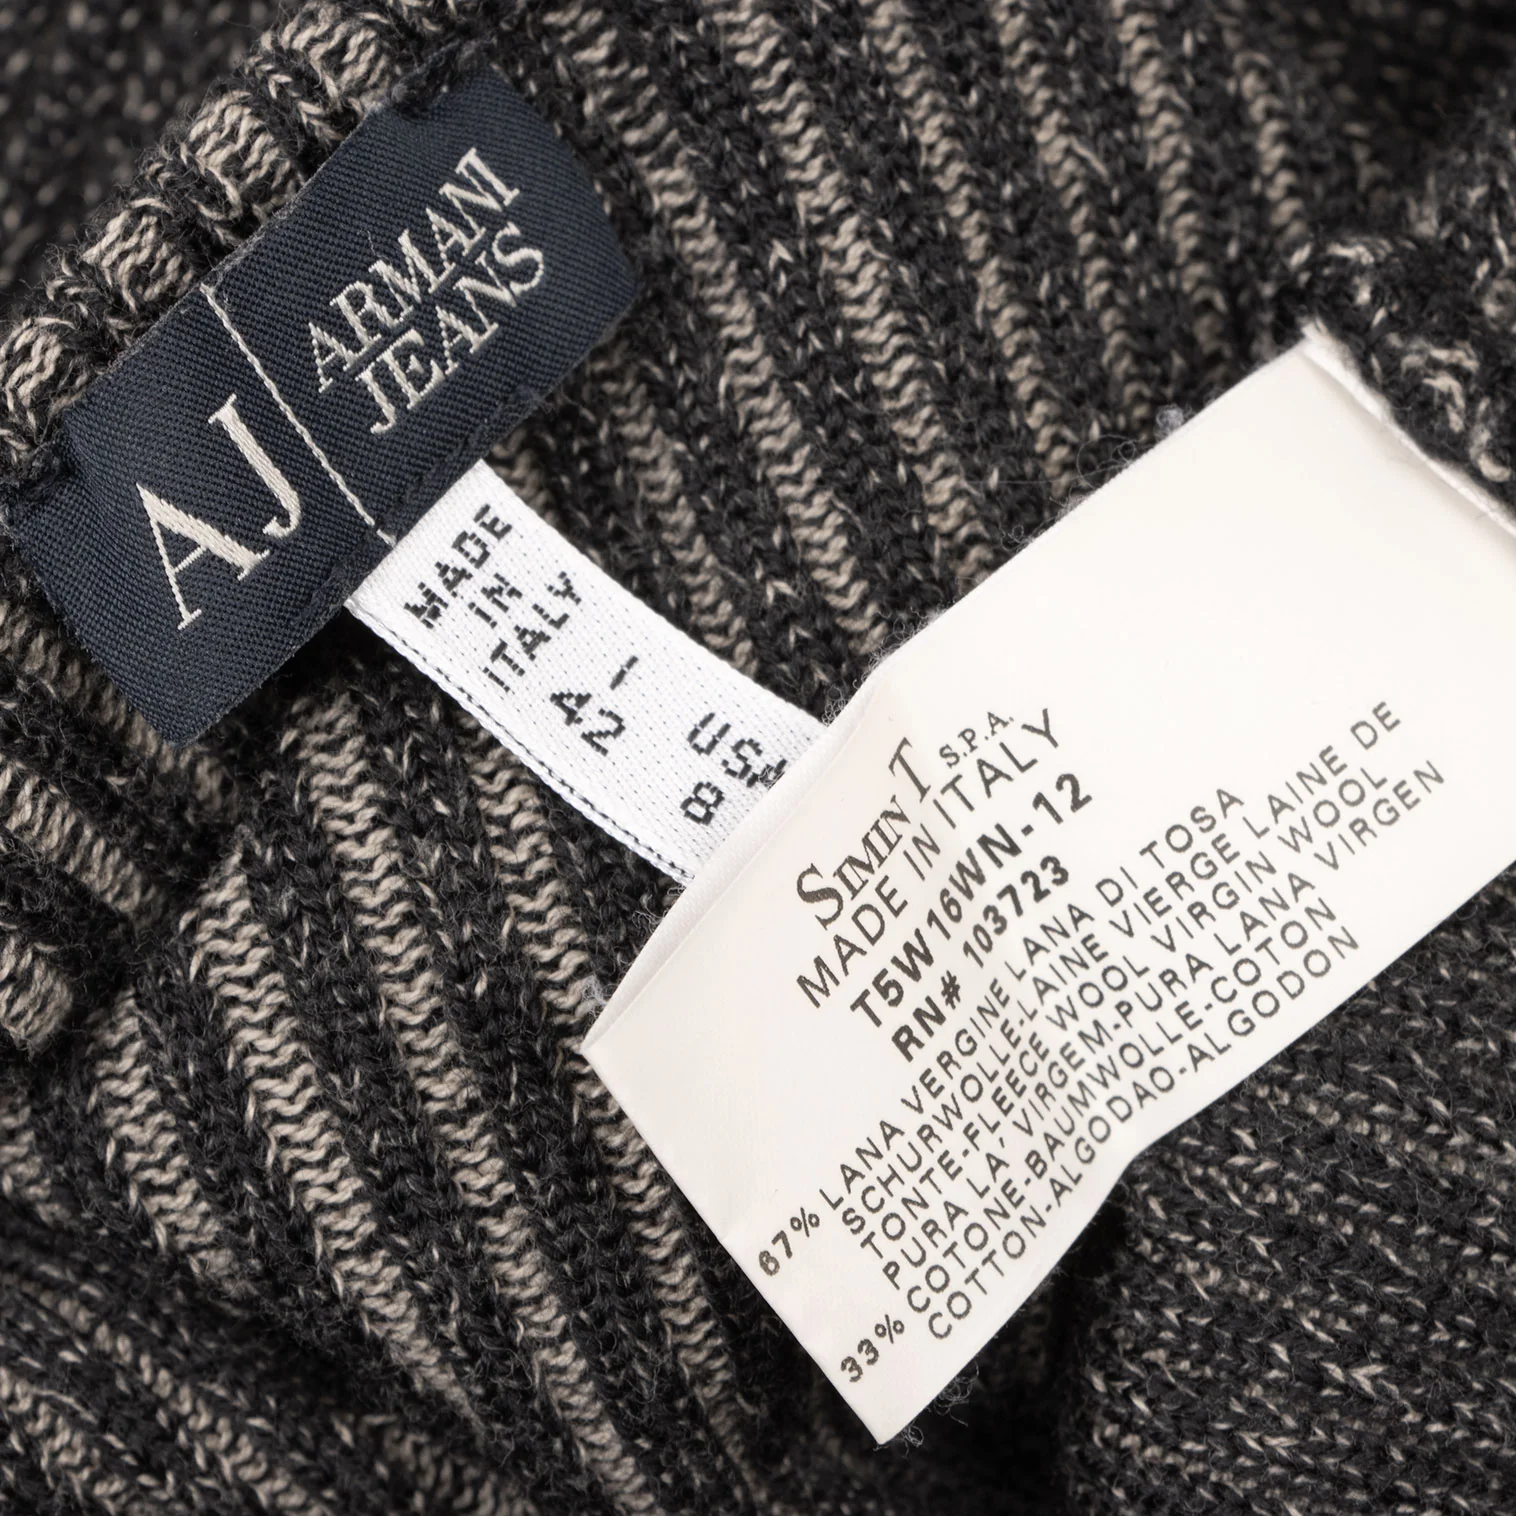 AJ
ARMANI
JEANS
MADE
IN
ITALY
I
42
USA
8
SIMINT S.P.A.
MADE IN ITALY
T5W16WN-12
RN# 103723
67% LANA VERGINE LANA DI TOSA
SCHURWOLLE-LAINE VIERGE LAINE DE
TONTE-FLEECE WOOL VIRGIN WOOL
PURA LA, VIRGEM-PURA LANA VIRGEN
33% COTONE-BAUMWOLLE-COTON
COTTON-ALGODAO-ALGODON